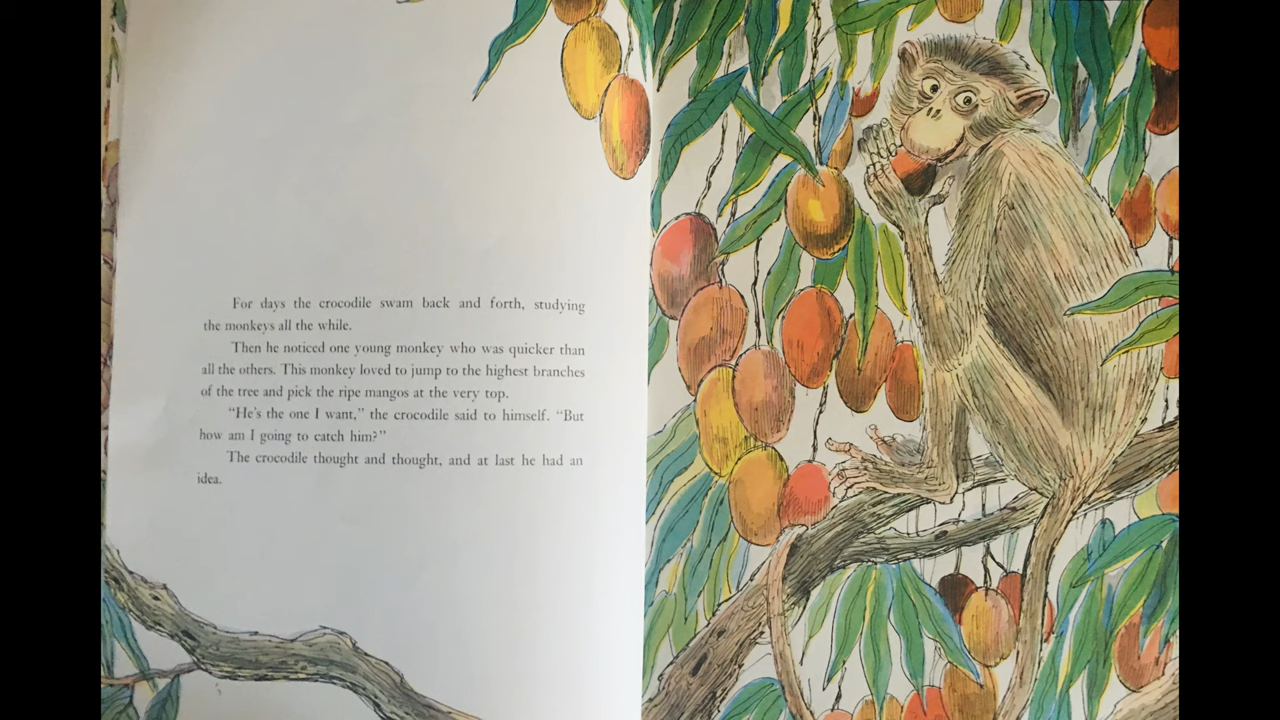 For days the crocodile swam back and forth, studying
the monkeys all the while.
Then he noticed one young monkey who was quicker than
all the others. This monkey loved to jump to the highest branches
of the tree and pick the ripe mangos at the very top.
“He's the one I want,” the crocodile said to himself. “But
how am I going to catch him?”
The crocodile thought and thought, and at last he had an
idea.